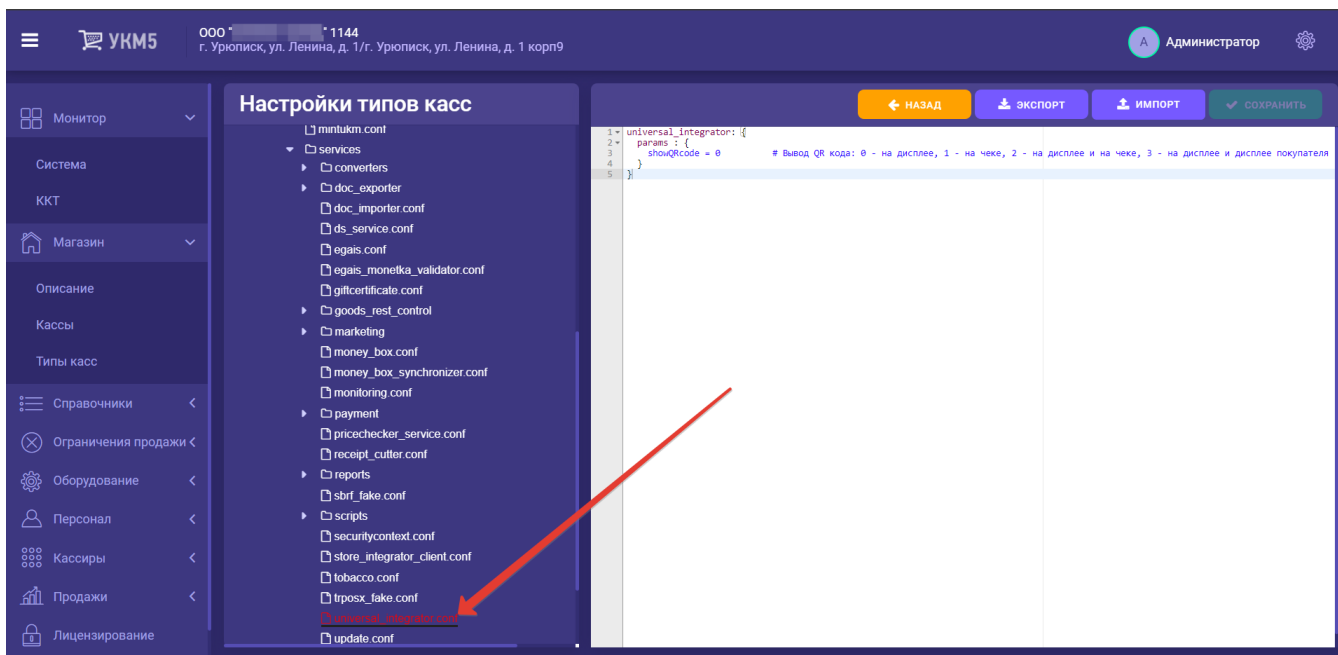 УКМ5
ООО " " 1144
г. Урюписк, ул. Ленина, д. 1/г. Урюписк, ул. Ленина, д. 1 корп9
А
Администратор
Монитор
Система
ККТ
Магазин
Описание
Кассы
Типы касс
Справочники
Ограничения продажи
Оборудование
Персонал
Кассиры
Продажи
Лицензирование
Настройки типов касс
mintukm.conf
services
converters
doc_exporter
doc_importer.conf
ds_service.conf
egais.conf
egais_monetka_validator.conf
giftcertificate.conf
goods_rest_control
marketing
money_box.conf
money_box_synchronizer.conf
monitoring.conf
payment
pricechecker_service.conf
receipt_cutter.conf
reports
sbrf_fake.conf
scripts
securitycontext.conf
store_integrator_client.conf
tobacco.conf
trposx_fake.conf
universal_integrator.conf
update.conf
НАЗАД
ЭКСПОРТ
ИМПОРТ
СОХРАНИТЬ
1 universal_integrator: {
2 params : {
3 showQRcode = 0 # Вывод QR кода: 0 - на дисплее, 1 - на чеке, 2 - на дисплее и на чеке, 3 - на дисплее и дисплее покупателя
4 }
5 }